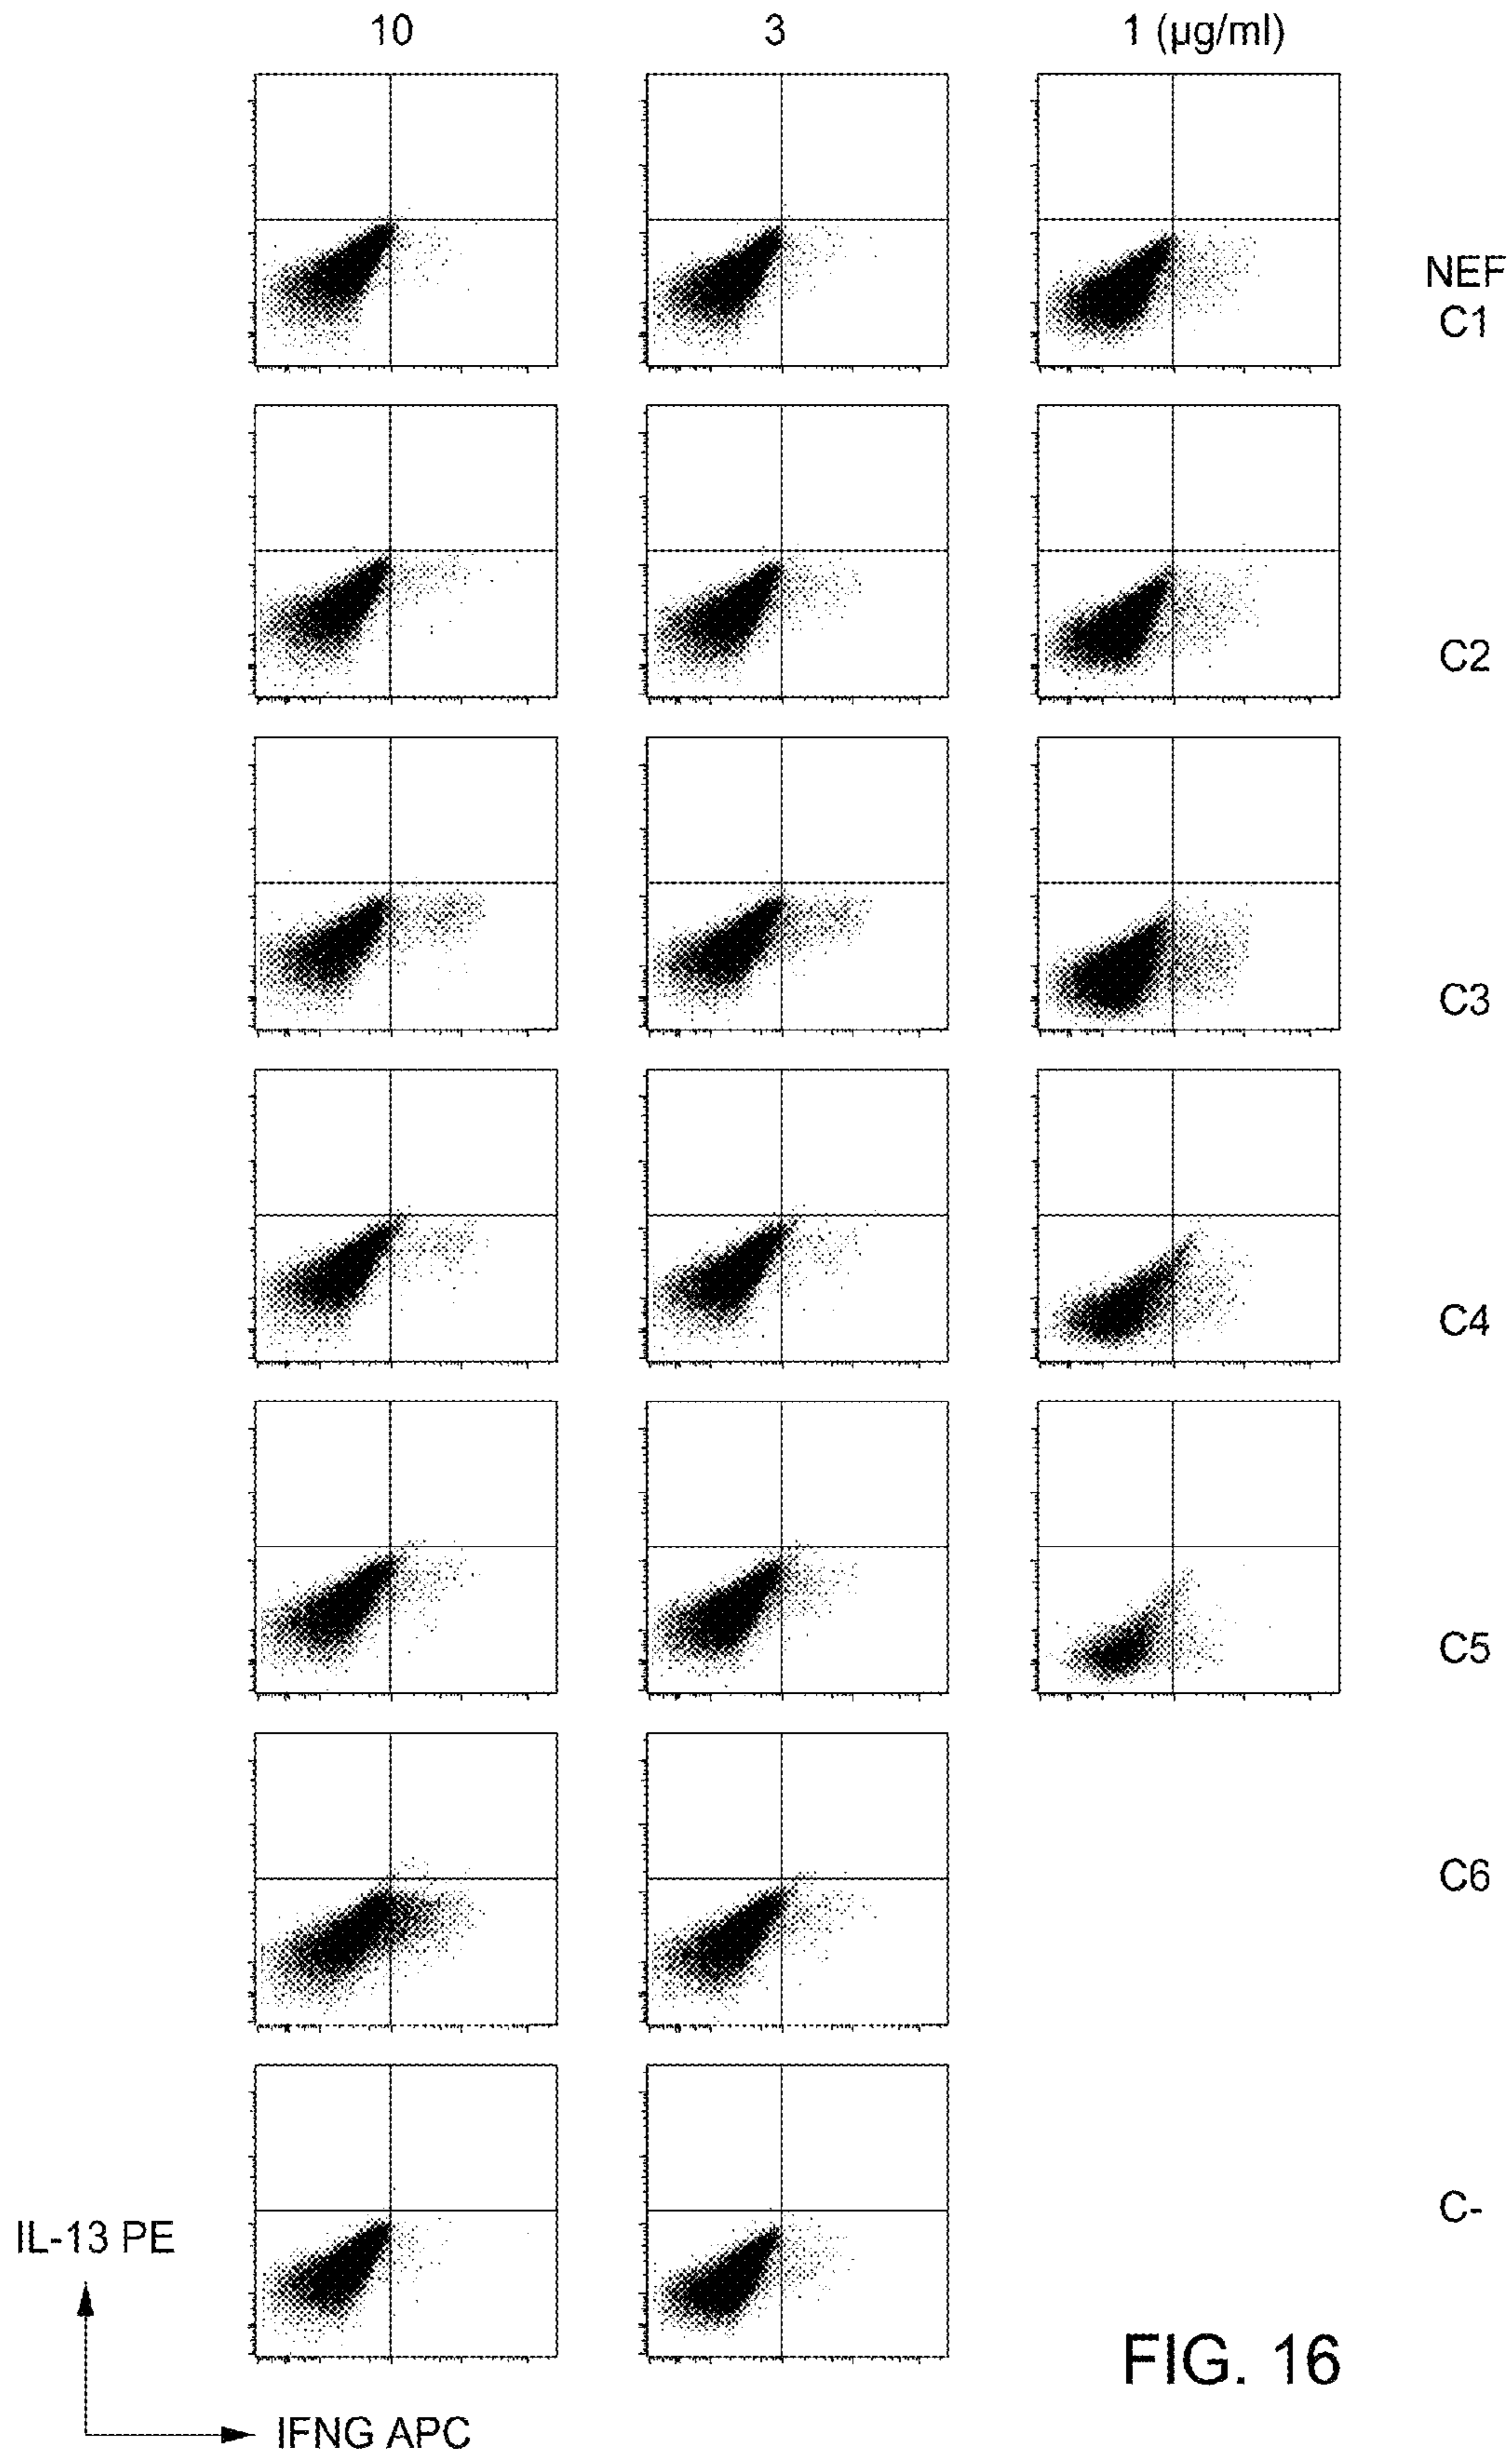 10 3 1 (µg/ml)
NEF
C1
C2
C3
C4
C5
C6
C-
IL-13 PE
IFNG APC
FIG. 16